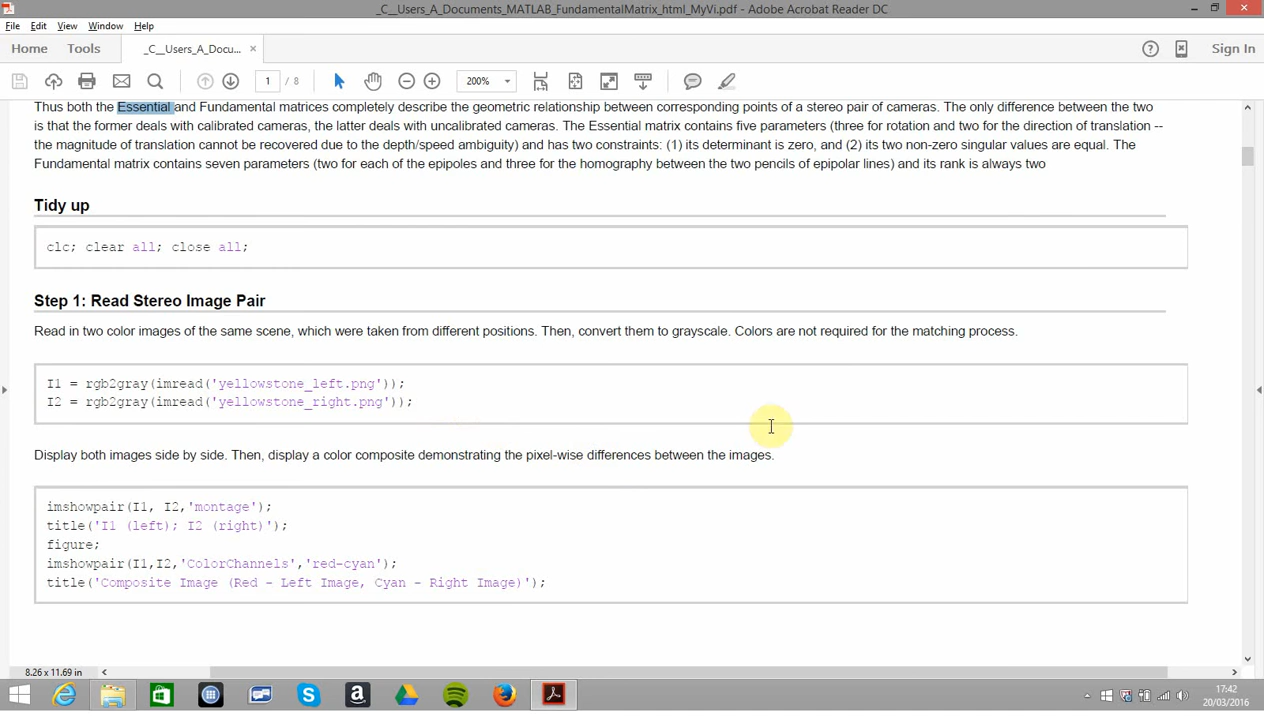 _C__Users_A_Documents_MATLAB_FundamentalMatrix_html_MyVi.pdf - Adobe Acrobat Reader DC
File Edit View Window Help
Home Tools _C__Users_A_Docu... × Sign In
1 / 8 200%
Thus both the Essential and Fundamental matrices completely describe the geometric relationship between corresponding points of a stereo pair of cameras. The only difference between the two
is that the former deals with calibrated cameras, the latter deals with uncalibrated cameras. The Essential matrix contains five parameters (three for rotation and two for the direction of translation --
the magnitude of translation cannot be recovered due to the depth/speed ambiguity) and has two constraints: (1) its determinant is zero, and (2) its two non-zero singular values are equal. The
Fundamental matrix contains seven parameters (two for each of the epipoles and three for the homography between the two pencils of epipolar lines) and its rank is always two
Tidy up
clc; clear all; close all;
Step 1: Read Stereo Image Pair
Read in two color images of the same scene, which were taken from different positions. Then, convert them to grayscale. Colors are not required for the matching process.
I1 = rgb2gray(imread('yellowstone_left.png'));
I2 = rgb2gray(imread('yellowstone_right.png'));
Display both images side by side. Then, display a color composite demonstrating the pixel-wise differences between the images.
imshowpair(I1, I2,'montage');
title('I1 (left); I2 (right)');
figure;
imshowpair(I1,I2,'ColorChannels','red-cyan');
title('Composite Image (Red - Left Image, Cyan - Right Image)');
8.26 x 11.69 in
17:42
20/03/2016